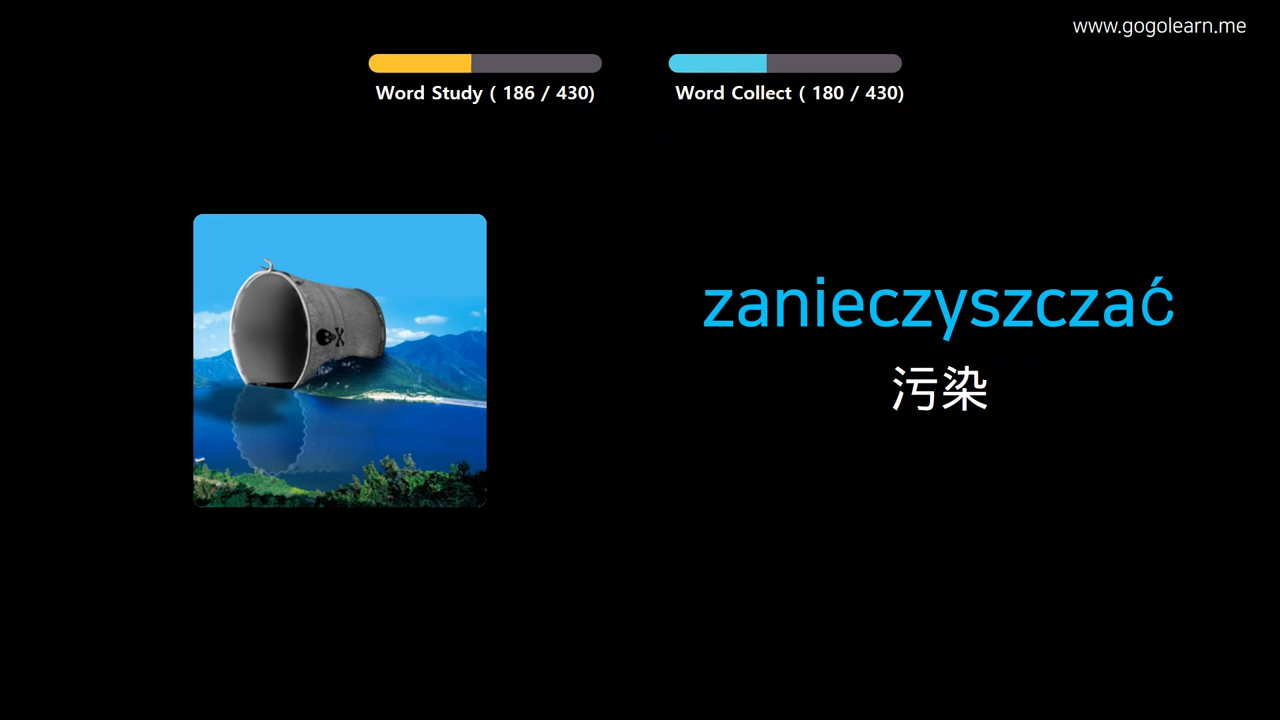 www.gogolearn.me
Word Study ( 186 / 430)
Word Collect ( 180 / 430)
zanieczyszczać
污染